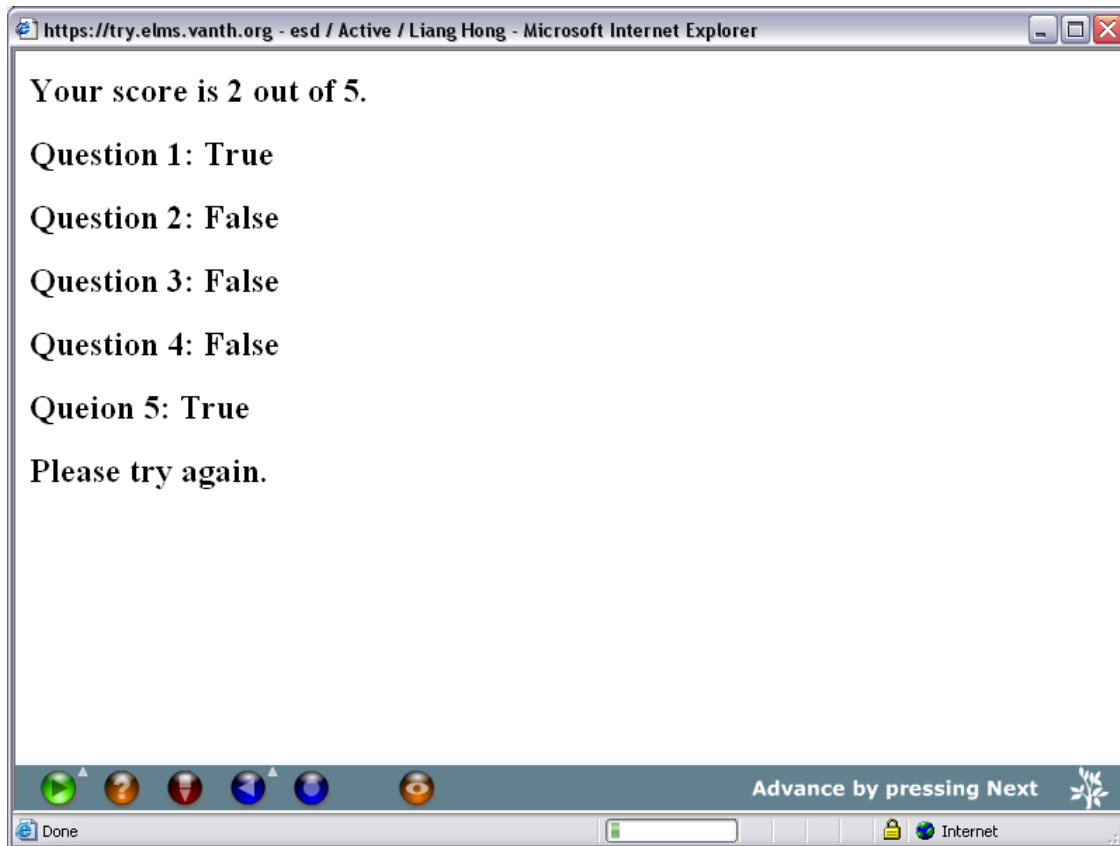 https://try.elms.vanth.org - esd / Active / Liang Hong - Microsoft Internet Explorer
Your score is 2 out of 5.
Question 1: True
Question 2: False
Question 3: False
Question 4: False
Queion 5: True
Please try again.
?
Advance by pressing Next
Done
Internet